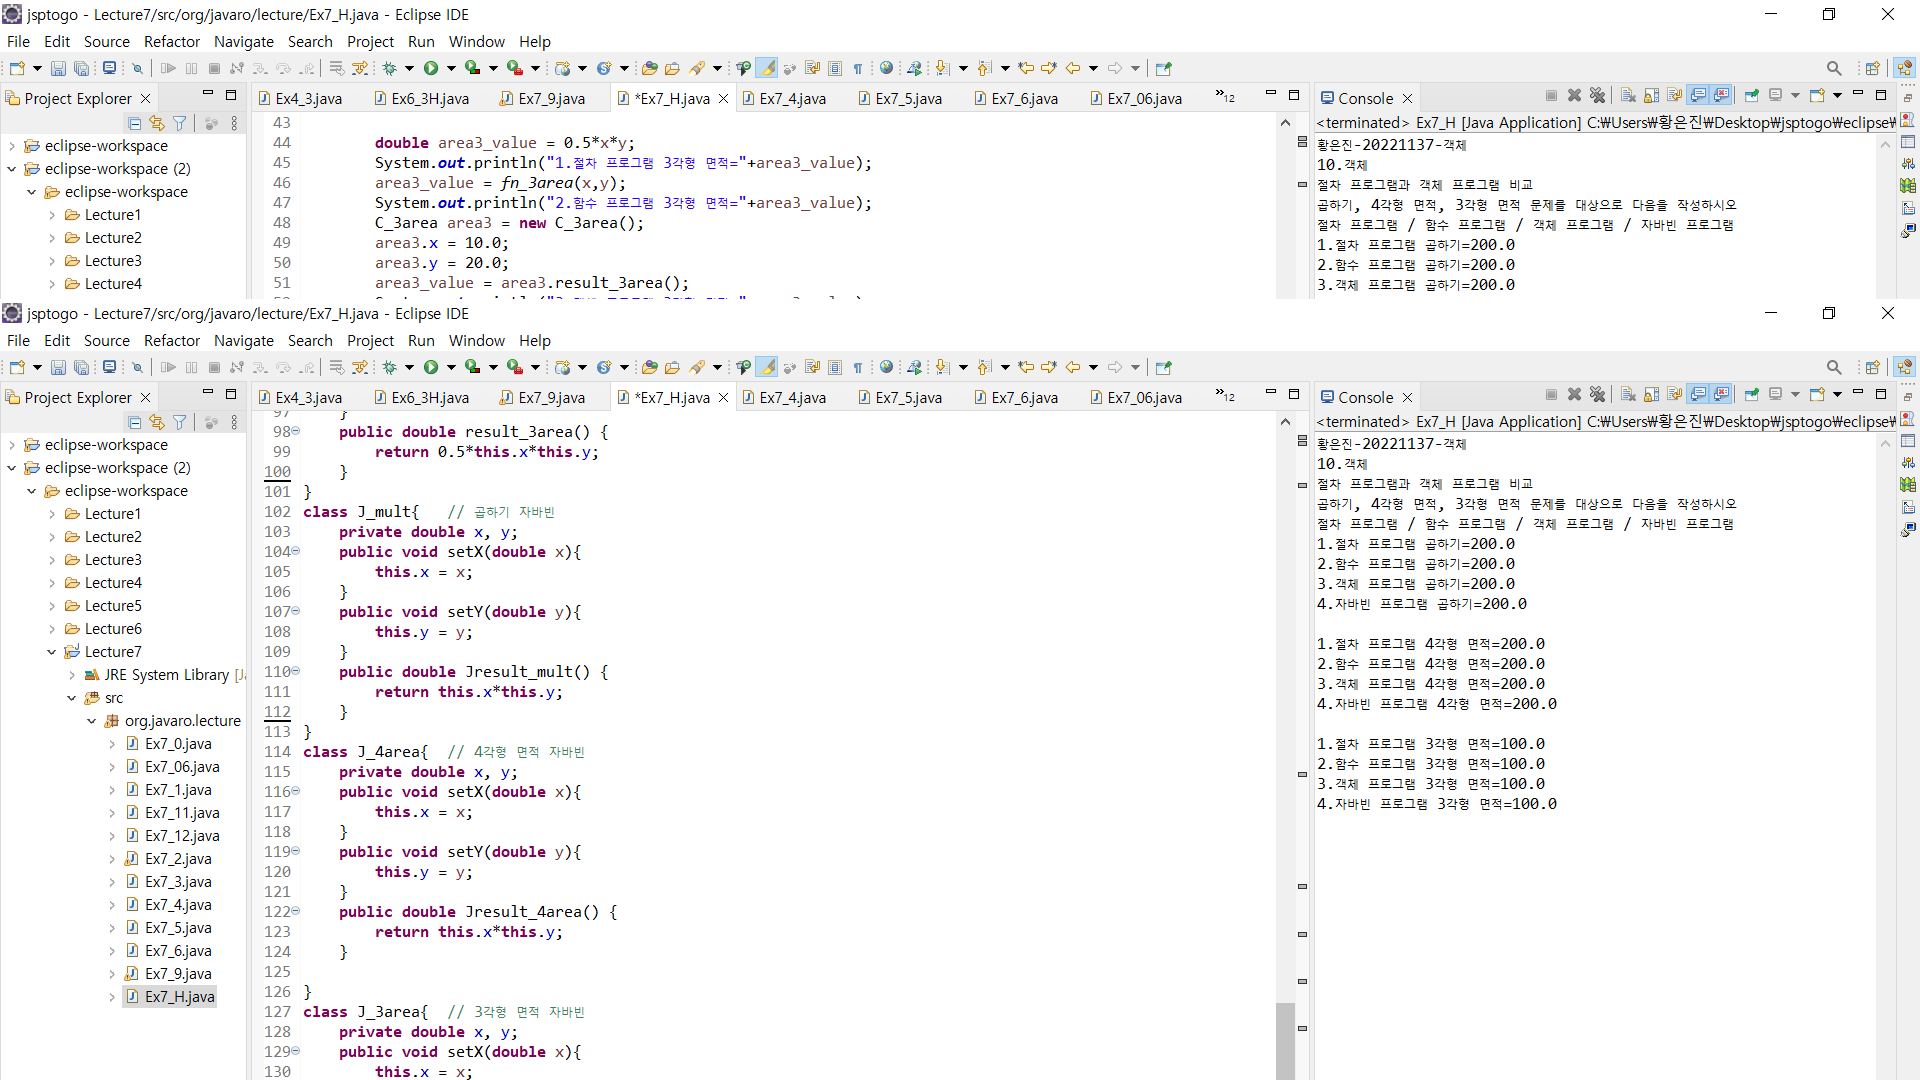 jsptogo - Lecture7/src/org/javaro/lecture/Ex7_H.java - Eclipse IDE
File Edit Source Refactor Navigate Search Project Run Window Help
Project Explorer
eclipse-workspace
eclipse-workspace (2)
eclipse-workspace
Lecture1
Lecture2
Lecture3
Lecture4
Ex4_3.java Ex6_3H.java Ex7_9.java *Ex7_H.java Ex7_4.java Ex7_5.java Ex7_6.java Ex7_06.java »12
43
44 double area3_value = 0.5*x*y;
45 System.out.println("1.절차 프로그램 3각형 면적="+area3_value);
46 area3_value = fn_3area(x,y);
47 System.out.println("2.함수 프로그램 3각형 면적="+area3_value);
48 C_3area area3 = new C_3area();
49 area3.x = 10.0;
50 area3.y = 20.0;
51 area3_value = area3.result_3area();
Console
<terminated> Ex7_H [Java Application] C:₩Users₩황은진₩Desktop₩jsptogo₩eclipse₩
황은진-20221137-객체
10.객체
절차 프로그램과 객체 프로그램 비교
곱하기, 4각형 면적, 3각형 면적 문제를 대상으로 다음을 작성하시오
절차 프로그램 / 함수 프로그램 / 객체 프로그램 / 자바빈 프로그램
1.절차 프로그램 곱하기=200.0
2.함수 프로그램 곱하기=200.0
3.객체 프로그램 곱하기=200.0
jsptogo - Lecture7/src/org/javaro/lecture/Ex7_H.java - Eclipse IDE
File Edit Source Refactor Navigate Search Project Run Window Help
Project Explorer
eclipse-workspace
eclipse-workspace (2)
eclipse-workspace
Lecture1
Lecture2
Lecture3
Lecture4
Lecture5
Lecture6
Lecture7
JRE System Library
src
org.javaro.lecture
Ex7_0.java
Ex7_06.java
Ex7_1.java
Ex7_11.java
Ex7_12.java
Ex7_2.java
Ex7_3.java
Ex7_4.java
Ex7_5.java
Ex7_6.java
Ex7_9.java
Ex7_H.java
Ex4_3.java Ex6_3H.java Ex7_9.java *Ex7_H.java Ex7_4.java Ex7_5.java Ex7_6.java Ex7_06.java »12
97 }
98 public double result_3area() {
99 return 0.5*this.x*this.y;
100 }
101 }
102 class J_mult{ // 곱하기 자바빈
103 private double x, y;
104 public void setX(double x){
105 this.x = x;
106 }
107 public void setY(double y){
108 this.y = y;
109 }
110 public double Jresult_mult() {
111 return this.x*this.y;
112 }
113 }
114 class J_4area{ // 4각형 면적 자바빈
115 private double x, y;
116 public void setX(double x){
117 this.x = x;
118 }
119 public void setY(double y){
120 this.y = y;
121 }
122 public double Jresult_4area() {
123 return this.x*this.y;
124 }
125
126 }
127 class J_3area{ // 3각형 면적 자바빈
128 private double x, y;
129 public void setX(double x){
130 this.x = x;
Console
<terminated> Ex7_H [Java Application] C:₩Users₩황은진₩Desktop₩jsptogo₩eclipse₩
황은진-20221137-객체
10.객체
절차 프로그램과 객체 프로그램 비교
곱하기, 4각형 면적, 3각형 면적 문제를 대상으로 다음을 작성하시오
절차 프로그램 / 함수 프로그램 / 객체 프로그램 / 자바빈 프로그램
1.절차 프로그램 곱하기=200.0
2.함수 프로그램 곱하기=200.0
3.객체 프로그램 곱하기=200.0
4.자바빈 프로그램 곱하기=200.0
1.절차 프로그램 4각형 면적=200.0
2.함수 프로그램 4각형 면적=200.0
3.객체 프로그램 4각형 면적=200.0
4.자바빈 프로그램 4각형 면적=200.0
1.절차 프로그램 3각형 면적=100.0
2.함수 프로그램 3각형 면적=100.0
3.객체 프로그램 3각형 면적=100.0
4.자바빈 프로그램 3각형 면적=100.0